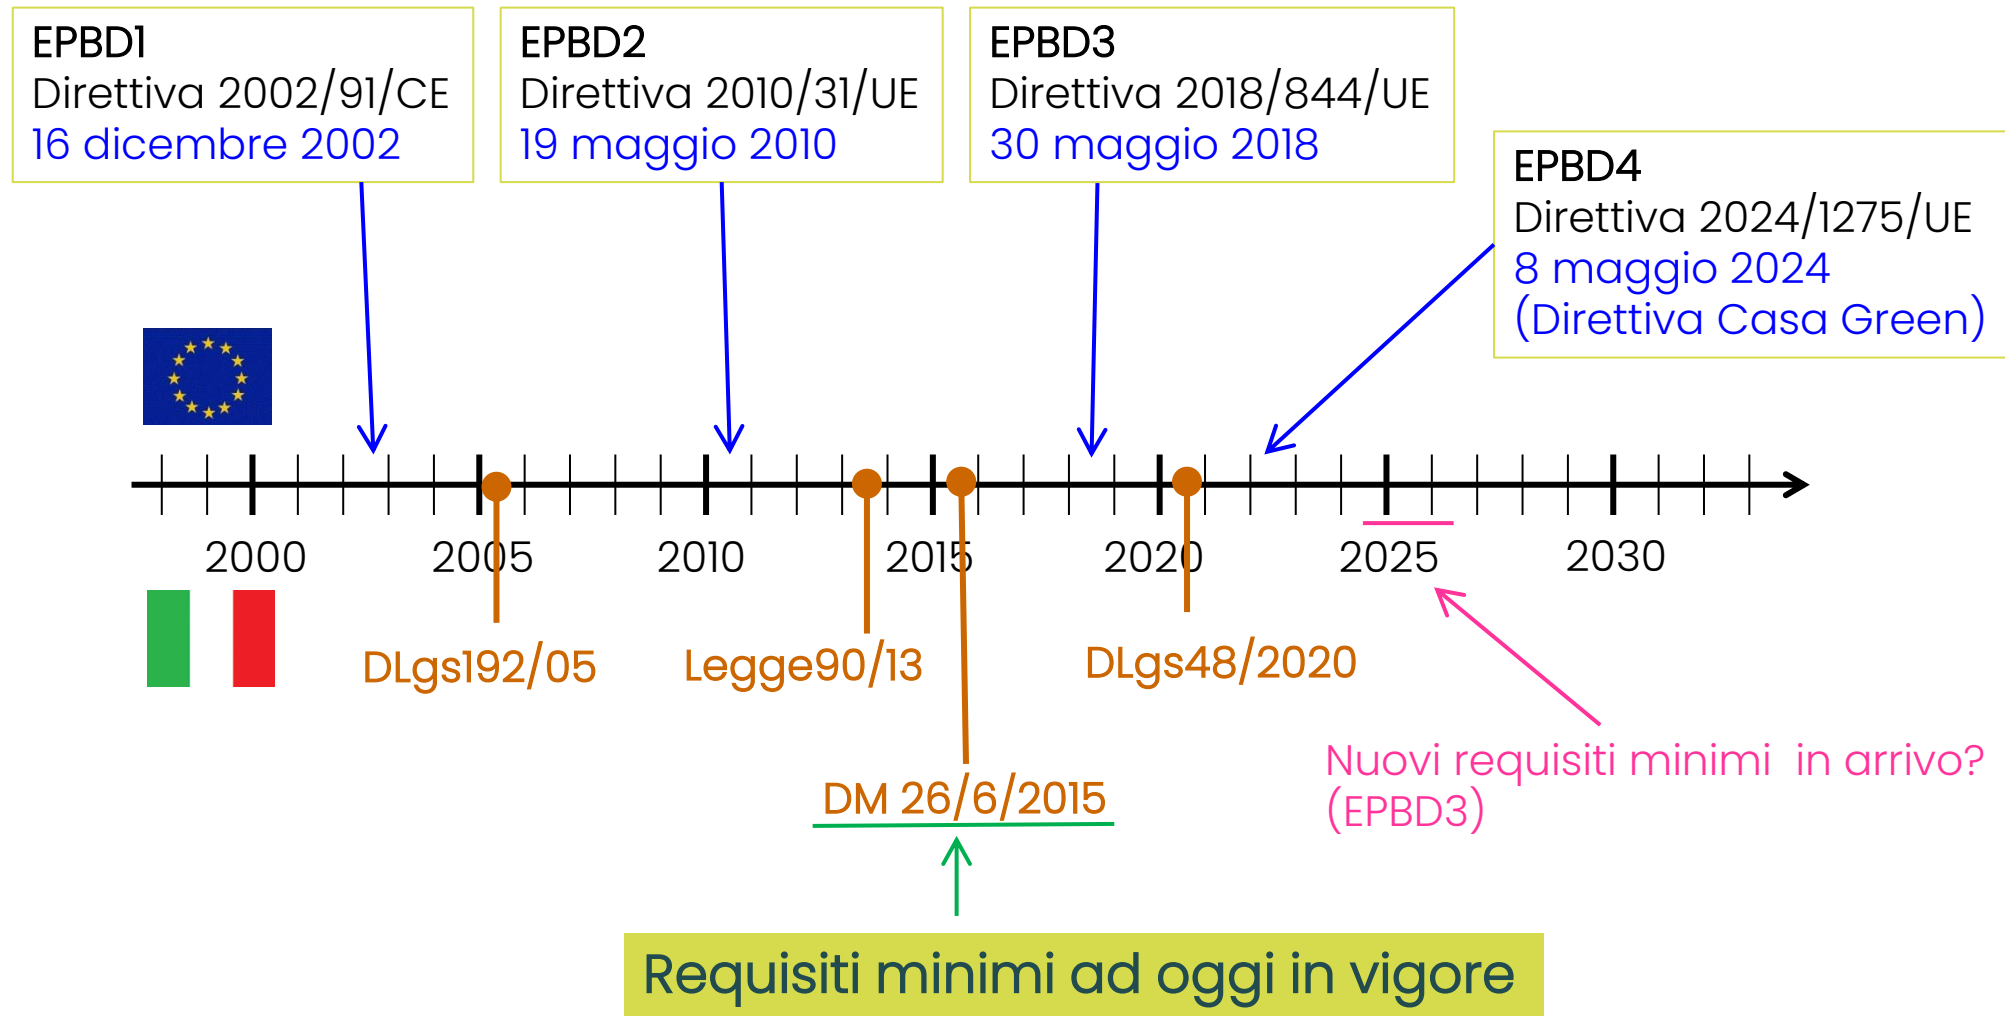 EPBD1
Direttiva 2002/91/CE
16 dicembre 2002
EPBD2
Direttiva 2010/31/UE
19 maggio 2010
EPBD3
Direttiva 2018/844/UE
30 maggio 2018
EPBD4
Direttiva 2024/1275/UE
8 maggio 2024
(Direttiva Casa Green)
2000
2005
2010
2015
2020
2025
2030
DLgs192/05
Legge90/13
DLgs48/2020
DM 26/6/2015
Nuovi requisiti minimi  in arrivo?
(EPBD3)
Requisiti minimi ad oggi in vigore